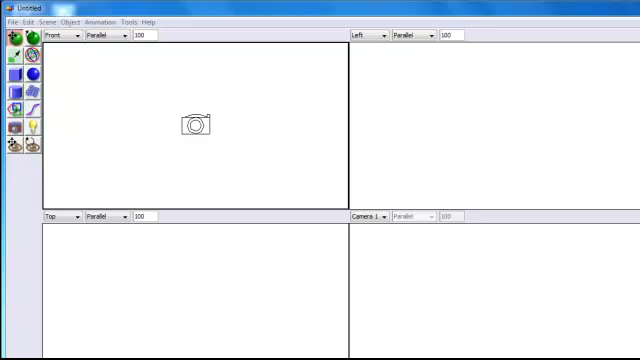 Untitled
File Edit Scene Object Animation Tools Help
Front Parallel 100 Left Parallel 100
Top Parallel 100 Camera 1 Parallel 100